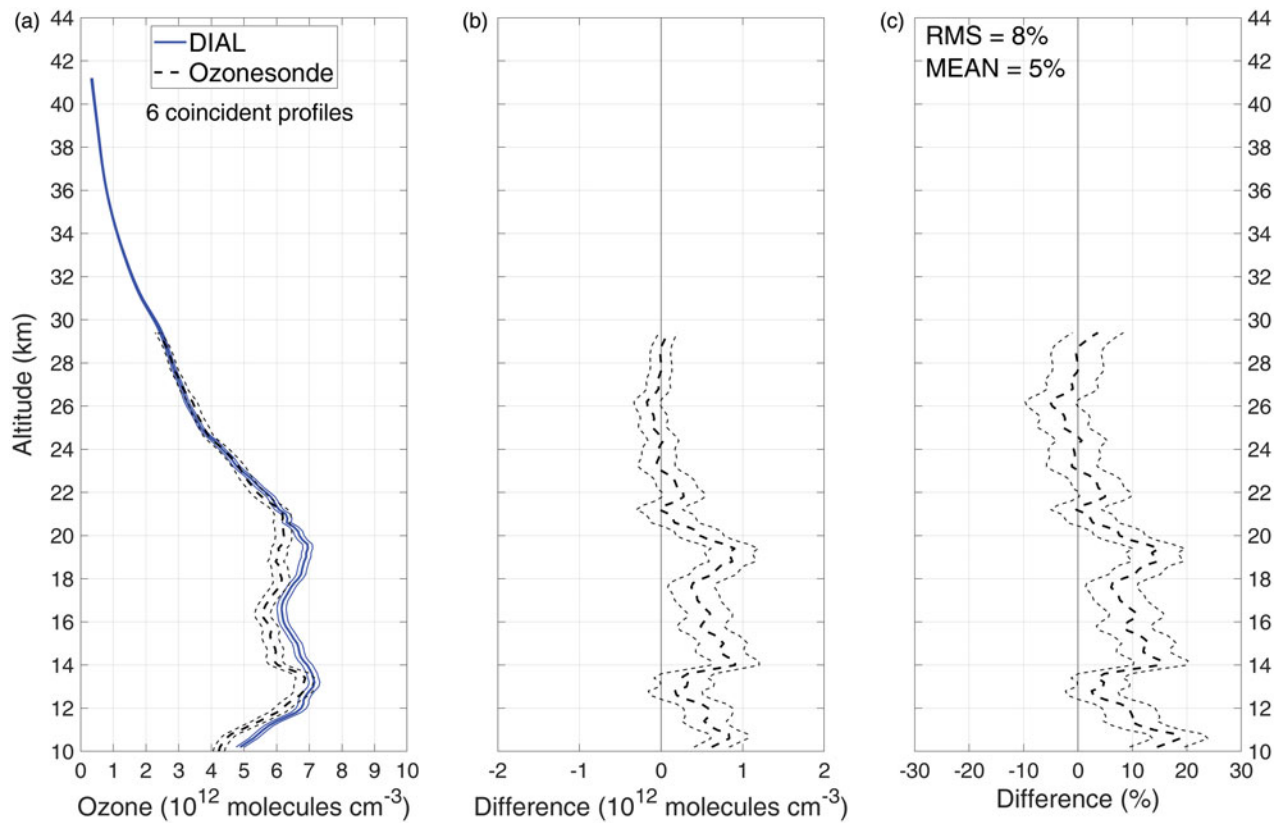 (a)
DIAL
Ozonesonde
6 coincident profiles
44
42
40
38
36
34
32
30
28
26
24
22
20
18
16
14
12
10
Altitude (km)
0 1 2 3 4 5 6 7 8 9 10
Ozone (10¹² molecules cm⁻³)
(b)
-2 -1 0 1 2
Difference (10¹² molecules cm⁻³)
(c)
RMS = 8%
MEAN = 5%
44
42
40
38
36
34
32
30
28
26
24
22
20
18
16
14
12
10
-30 -20 -10 0 10 20 30
Difference (%)